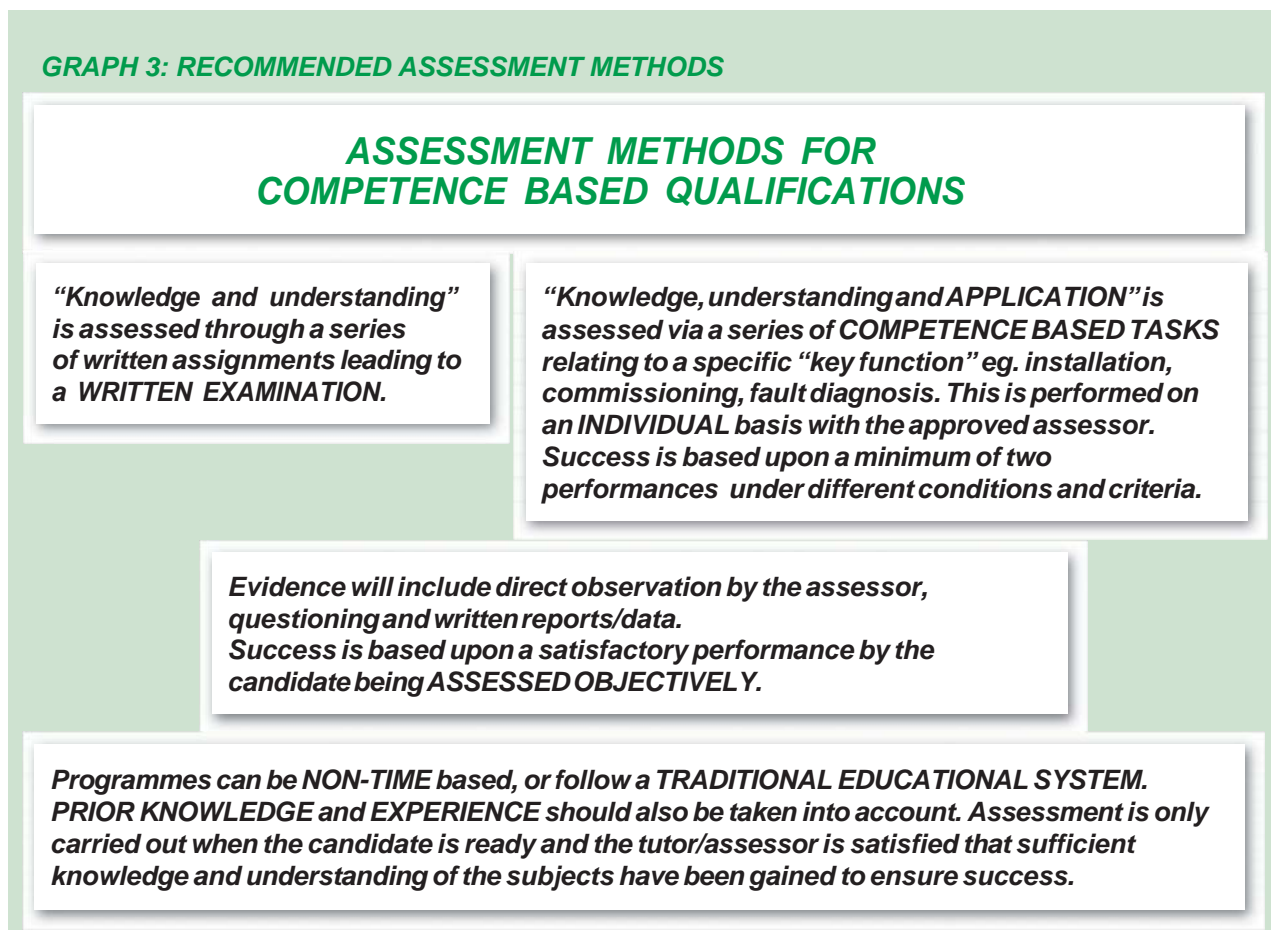 GRAPH 3: RECOMMENDED ASSESSMENT METHODS
ASSESSMENT METHODS FOR
COMPETENCE BASED QUALIFICATIONS
“Knowledge and understanding”
is assessed through a series
of written assignments leading to
a WRITTEN EXAMINATION.
“Knowledge, understanding and APPLICATION” is
assessed via a series of COMPETENCE BASED TASKS
relating to a specific “key function” eg. installation,
commissioning, fault diagnosis. This is performed on
an INDIVIDUAL basis with the approved assessor.
Success is based upon a minimum of two
performances under different conditions and criteria.
Evidence will include direct observation by the assessor,
questioning and written reports/data.
Success is based upon a satisfactory performance by the
candidate being ASSESSED OBJECTIVELY.
Programmes can be NON-TIME based, or follow a TRADITIONAL EDUCATIONAL SYSTEM.
PRIOR KNOWLEDGE and EXPERIENCE should also be taken into account. Assessment is only
carried out when the candidate is ready and the tutor/assessor is satisfied that sufficient
knowledge and understanding of the subjects have been gained to ensure success.